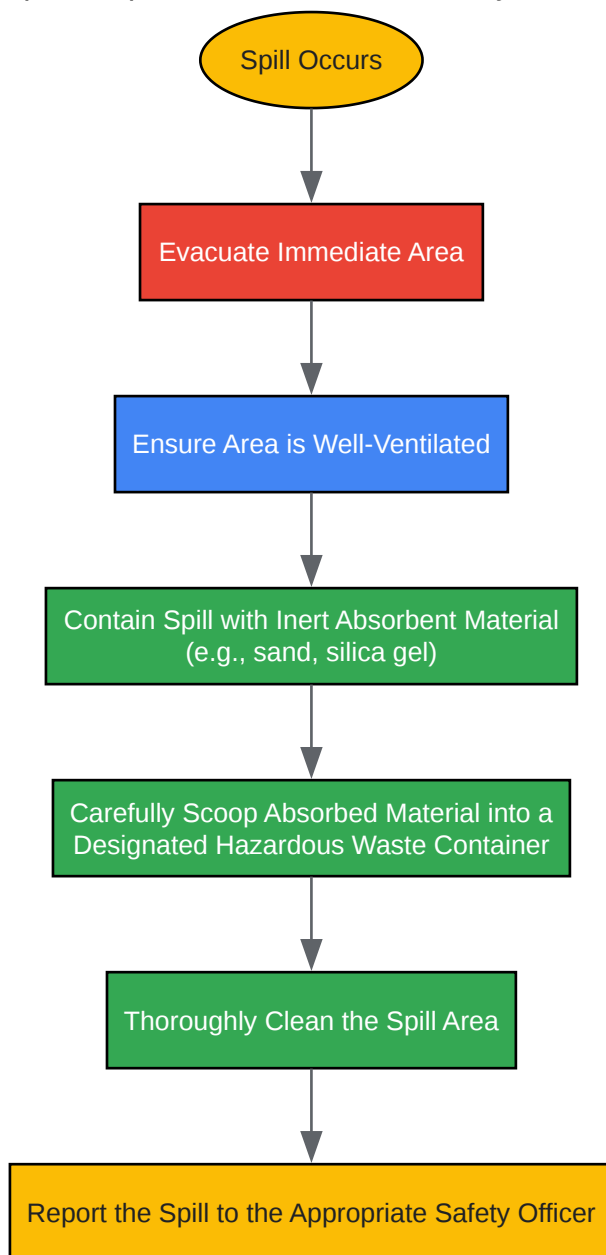 Spill Occurs
Evacuate Immediate Area
Ensure Area is Well-Ventilated
Contain Spill with Inert Absorbent Material
(e.g., sand, silica gel)
Carefully Scoop Absorbed Material into a
Designated Hazardous Waste Container
Thoroughly Clean the Spill Area
Report the Spill to the Appropriate Safety Officer